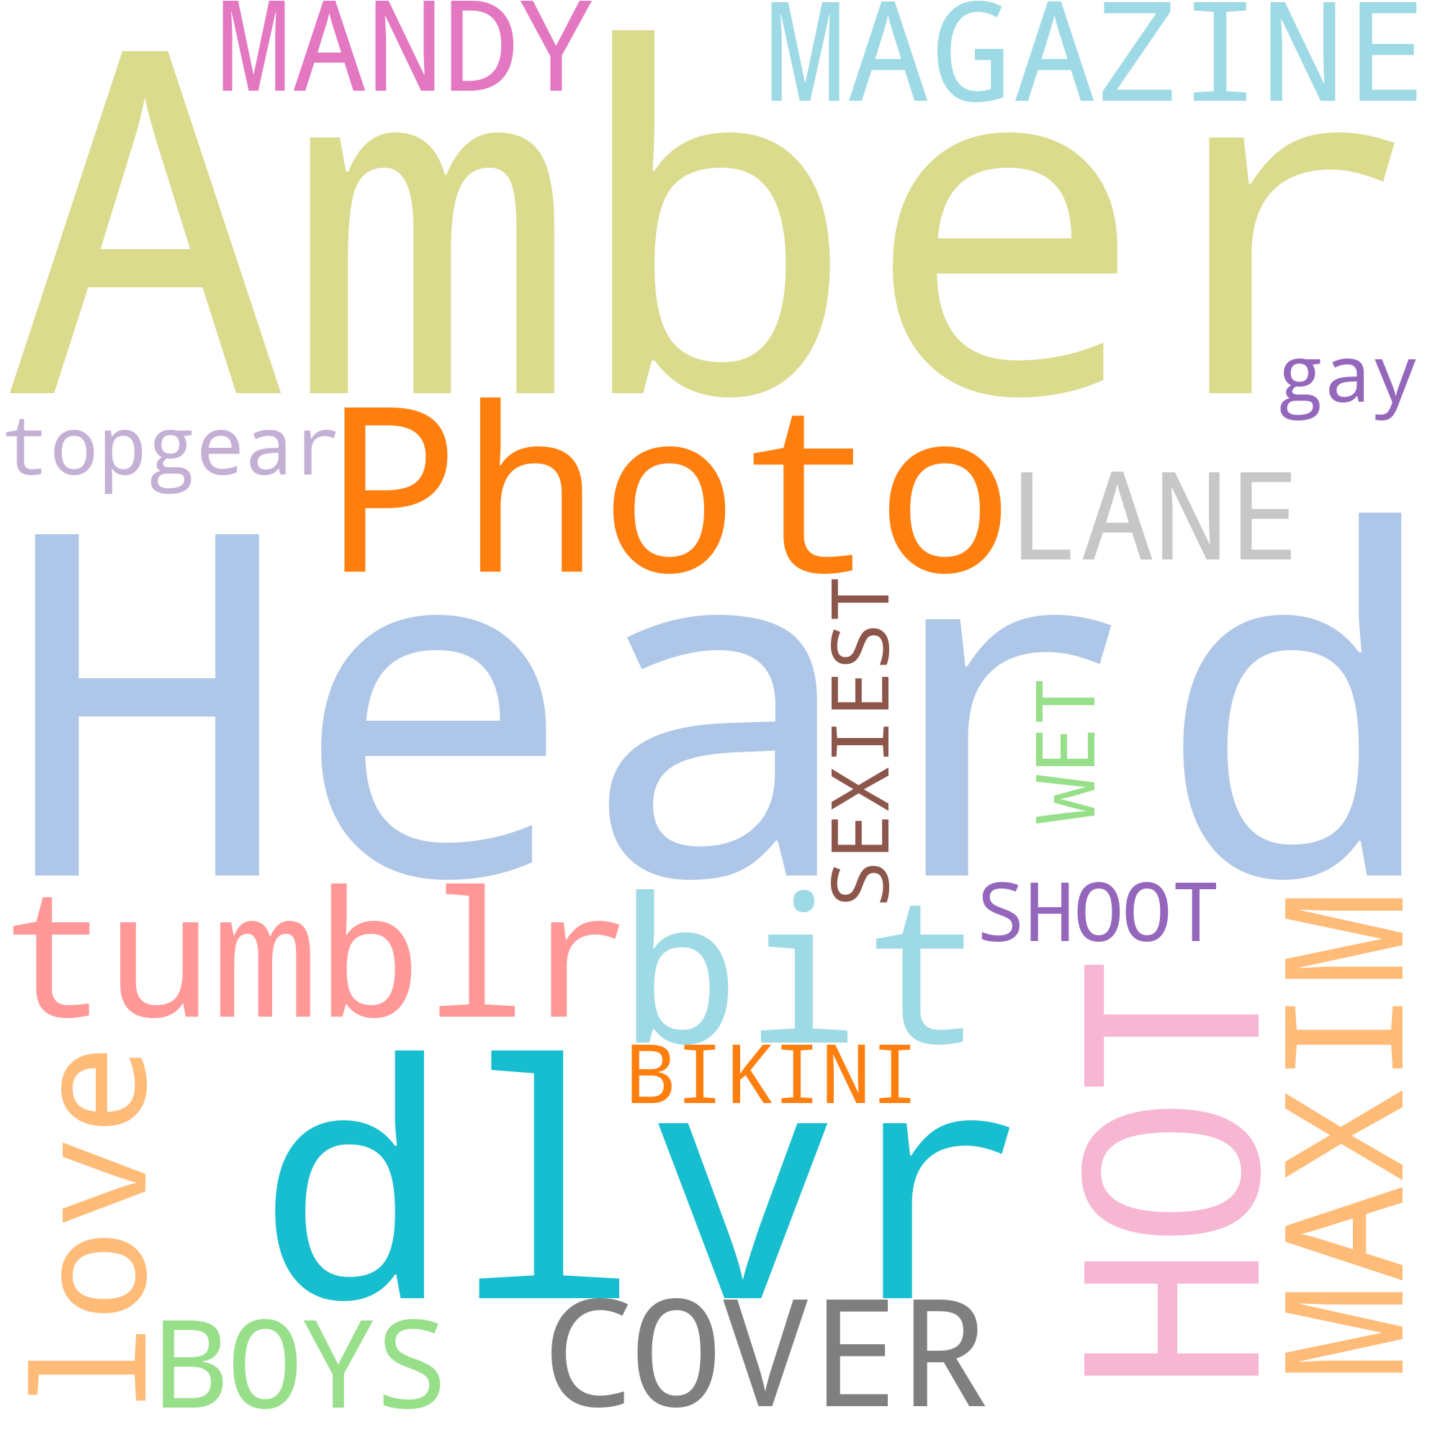 MANDY
MAGAZINE
Amber
gay
topgear
Photo
LANE
Heard
SEXIEST
WET
tumblr
bit
SHOOT
MAXIM
HOT
love
BIKINI
dlvr
BOYS
COVER